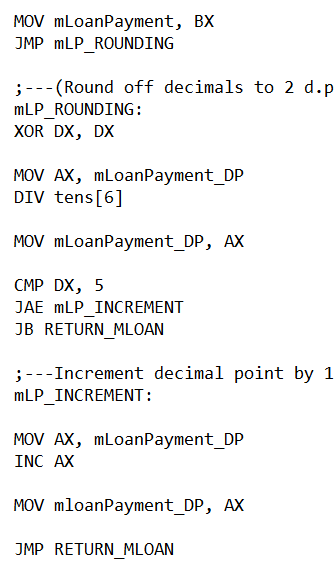 MOV mLoanPayment, BX
JMP mLP_ROUNDING
;---(Round off decimals to 2 d.p
mLP_ROUNDING:
XOR DX, DX
MOV AX, mLoanPayment_DP
DIV tens[6]
MOV mLoanPayment_DP, AX
CMP DX, 5
JAE mLP_INCREMENT
JB RETURN_MLOAN
;---Increment decimal point by 1
mLP_INCREMENT:
MOV AX, mLoanPayment_DP
INC AX
MOV mloanPayment_DP, AX
JMP RETURN_MLOAN